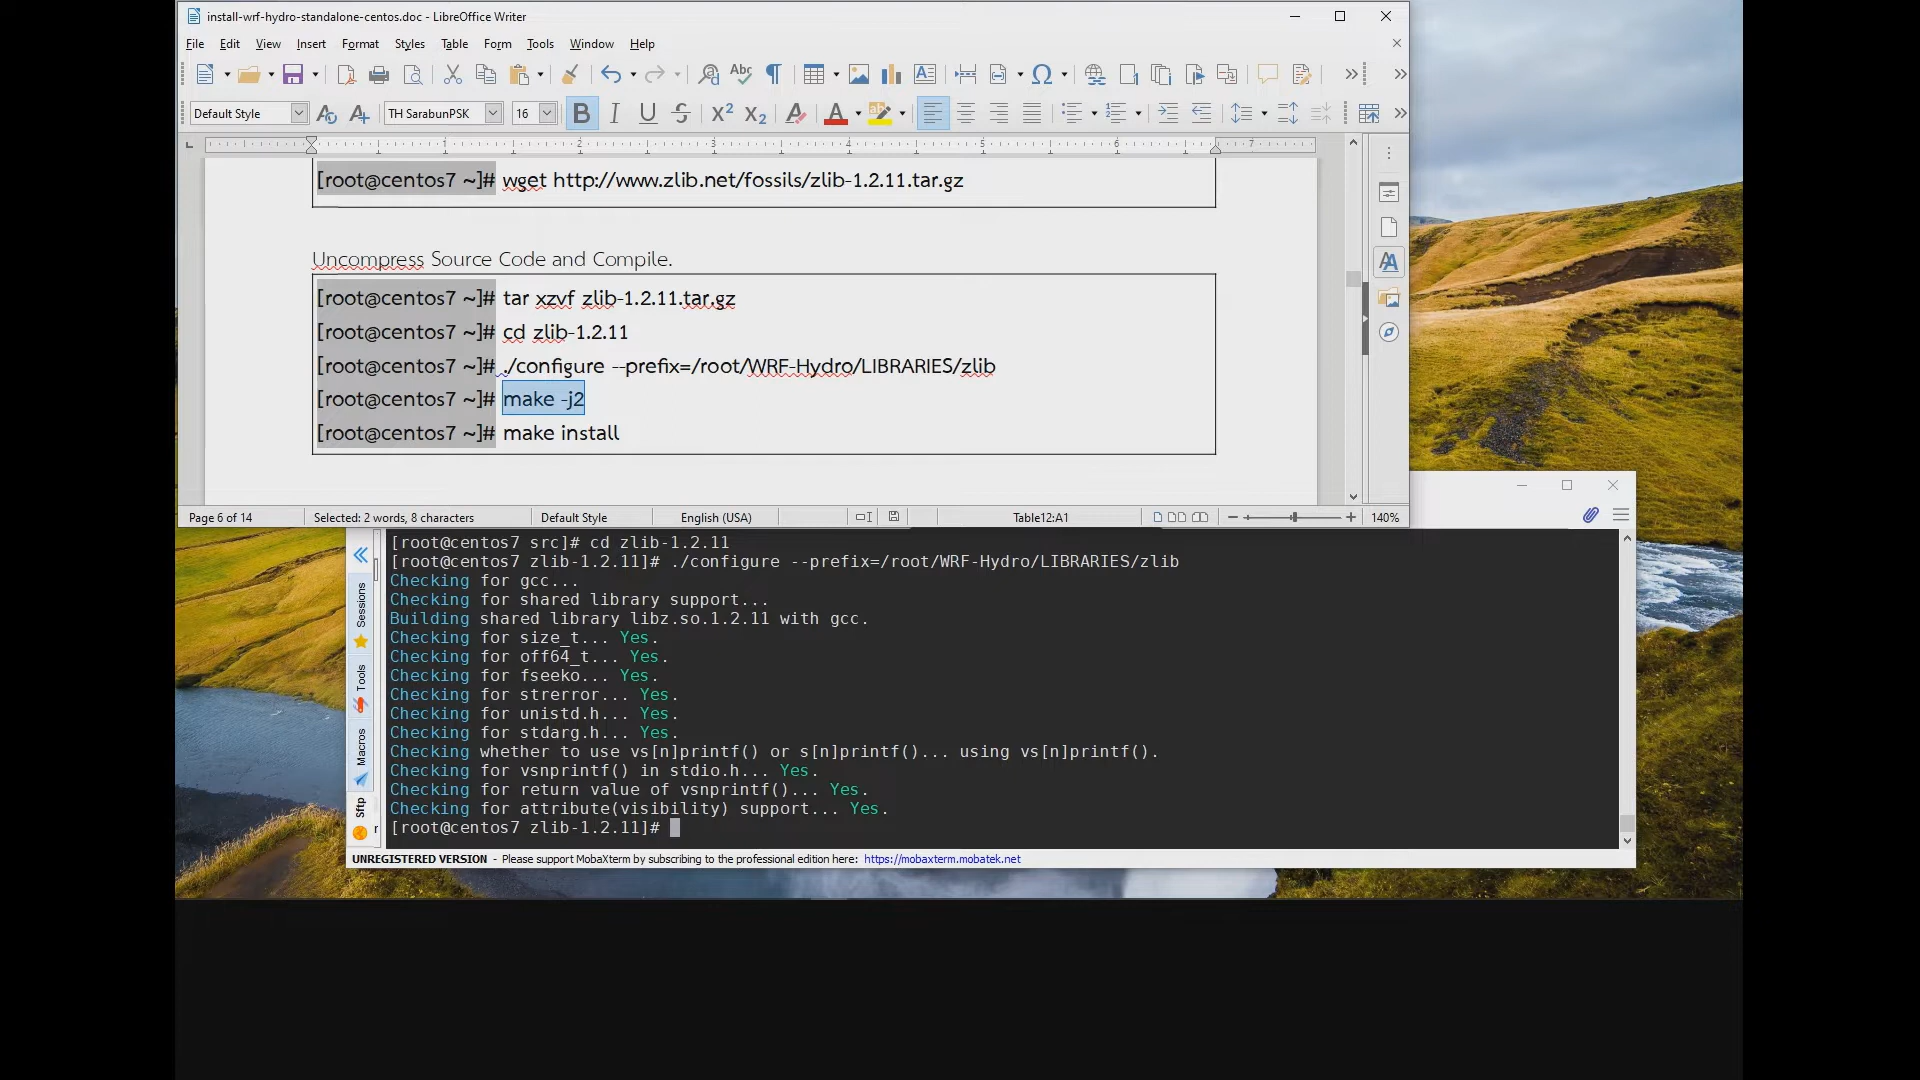 install-wrf-hydro-standalone-centos.doc - LibreOffice Writer
File Edit View Insert Format Styles Table Form Tools Window Help
Default Style TH SarabunPSK 16
1 2 3 4 5 6 7
[root@centos7 ~]# wget http://www.zlib.net/fossils/zlib-1.2.11.tar.gz
Uncompress Source Code and Compile.
[root@centos7 ~]# tar xzvf zlib-1.2.11.tar.gz
[root@centos7 ~]# cd zlib-1.2.11
[root@centos7 ~]# ./configure --prefix=/root/WRF-Hydro/LIBRARIES/zlib
[root@centos7 ~]# make -j2
[root@centos7 ~]# make install
Page 6 of 14 Selected: 2 words, 8 characters Default Style English (USA) Table12:A1 140%
[root@centos7 src]# cd zlib-1.2.11
[root@centos7 zlib-1.2.11]# ./configure --prefix=/root/WRF-Hydro/LIBRARIES/zlib
Checking for gcc...
Checking for shared library support...
Building shared library libz.so.1.2.11 with gcc.
Checking for size_t... Yes.
Checking for off64_t... Yes.
Checking for fseeko... Yes.
Checking for strerror... Yes.
Checking for unistd.h... Yes.
Checking for stdarg.h... Yes.
Checking whether to use vs[n]printf() or s[n]printf()... using vs[n]printf().
Checking for vsnprintf() in stdio.h... Yes.
Checking for return value of vsnprintf()... Yes.
Checking for attribute(visibility) support... Yes.
[root@centos7 zlib-1.2.11]#
Sessions
Tools
Macros
Sftp
UNREGISTERED VERSION - Please support MobaXterm by subscribing to the professional edition here: https://mobaxterm.mobatek.net